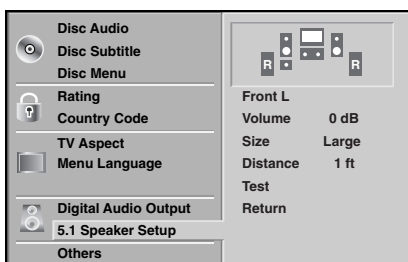 Disc Audio
Disc Subtitle
Disc Menu
Rating
Country Code
TV Aspect
Menu Language
Digital Audio Output
5.1 Speaker Setup
Others
R R
Front L
Volume 0 dB
Size Large
Distance 1 ft
Test
Return